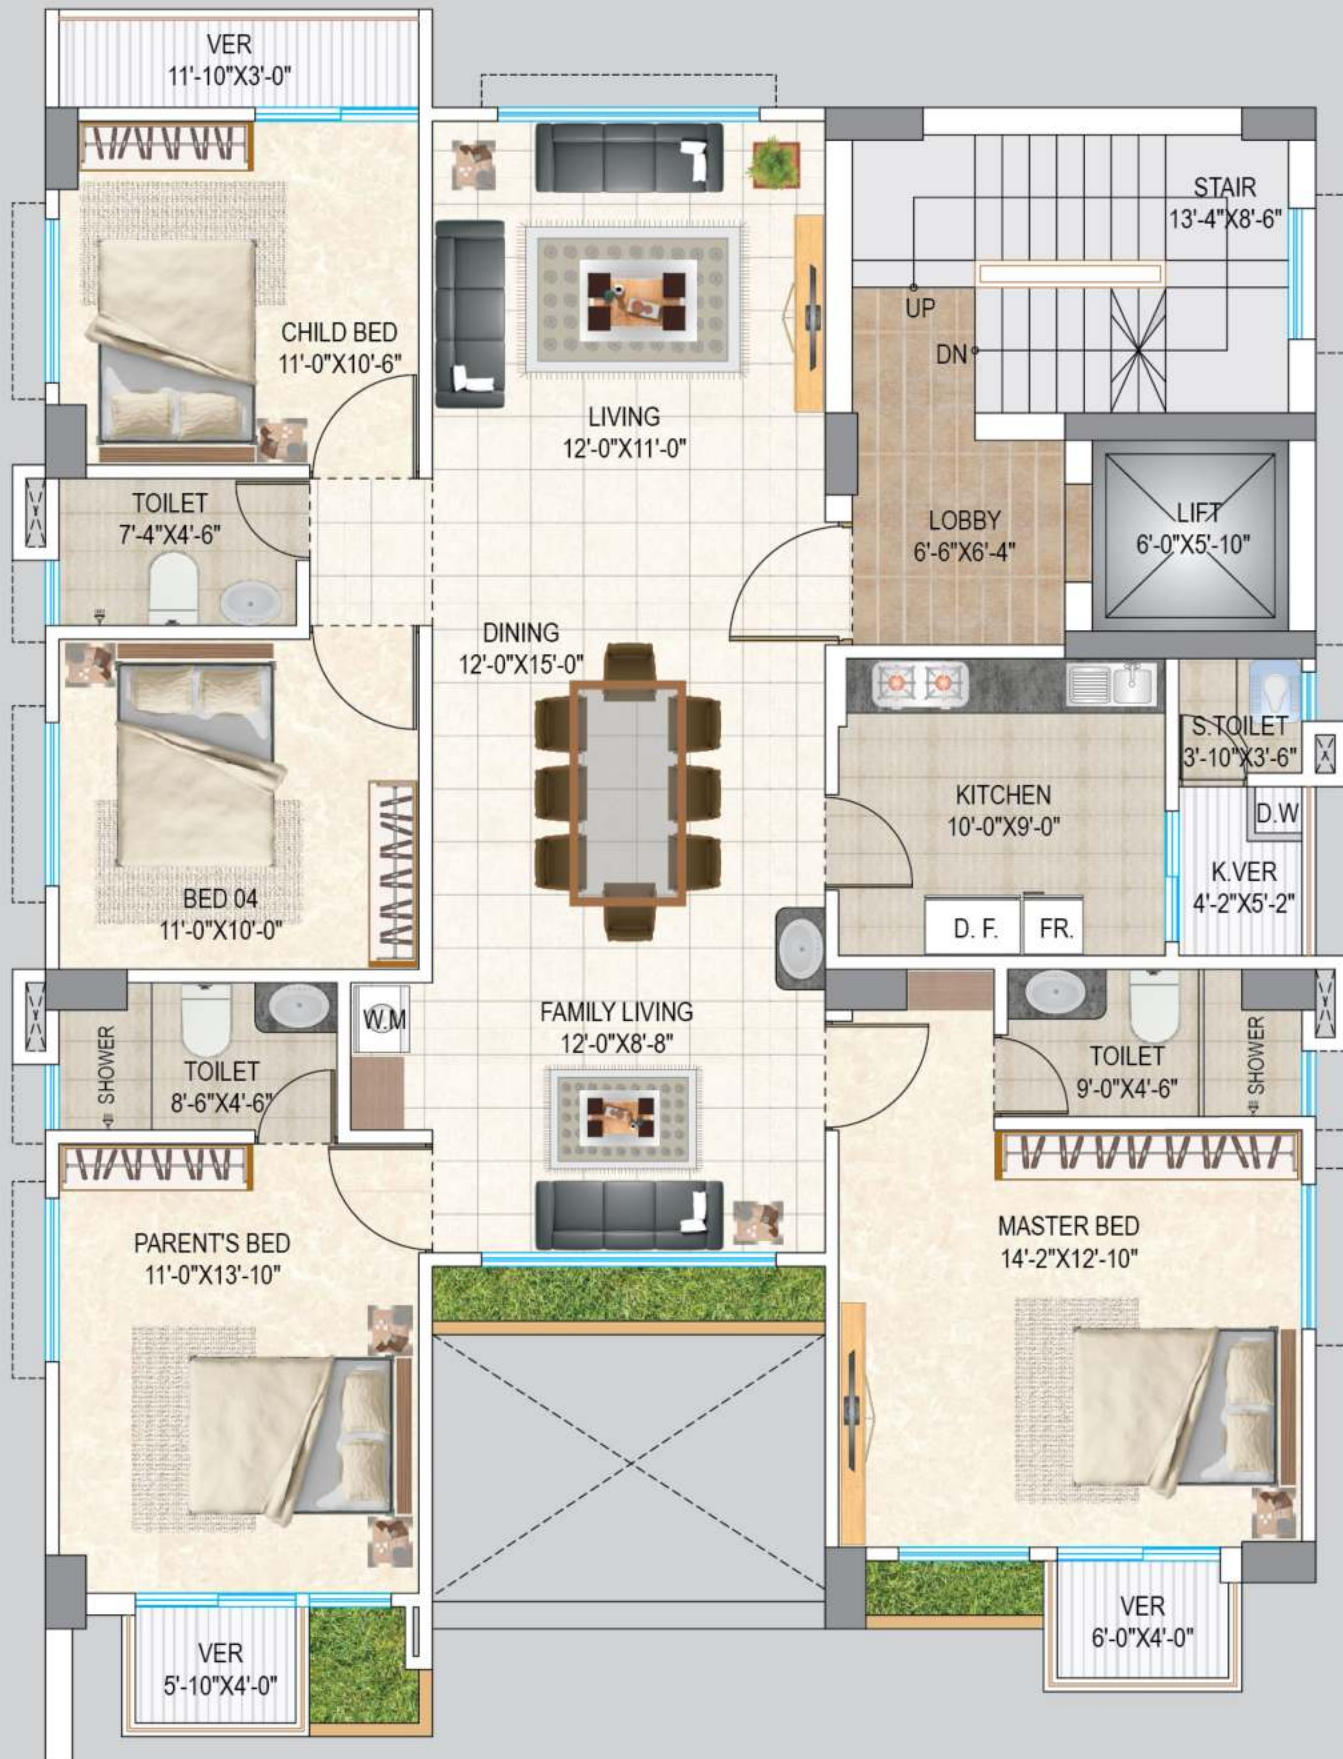 VER
11'-10"X3'-0"
STAIR
13'-4"X8'-6"
UP
DN
CHILD BED
11'-0"X10'-6"
LIVING
12'-0"X11'-0"
TOILET
7'-4"X4'-6"
LOBBY
6'-6"X6'-4"
LIFT
6'-0"X5'-10"
DINING
12'-0"X15'-0"
S.TOILET
3'-10"X3'-6"
KITCHEN
10'-0"X9'-0"
D.W
K.VER
4'-2"X5'-2"
BED 04
11'-0"X10'-0"
D. F.
FR.
W.M
FAMILY LIVING
12'-0"X8'-8"
SHOWER
TOILET
8'-6"X4'-6"
TOILET
9'-0"X4'-6"
SHOWER
PARENT'S BED
11'-0"X13'-10"
MASTER BED
14'-2"X12'-10"
VER
5'-10"X4'-0"
VER
6'-0"X4'-0"